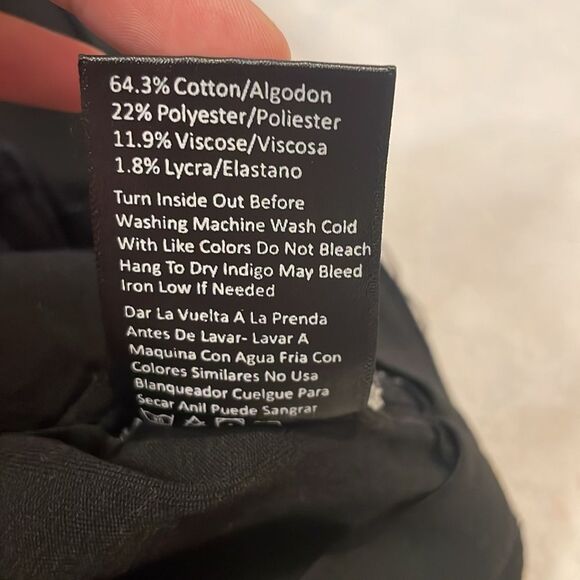 64.3% Cotton/Algodon
22% Polyester/Poliester
11.9% Viscose/Viscosa
1.8% Lycra/Elastano
Turn Inside Out Before
Washing Machine Wash Cold
With Like Colors Do Not Bleach
Hang To Dry Indigo May Bleed
Iron Low If Needed
Dar La Vuelta A La Prenda
Antes De Lavar- Lavar A
Maquina Con Agua Fria Con
Colores Similares No Usa
Blanqueador Cuelgue Para
Secar Anil Puede Sangrar